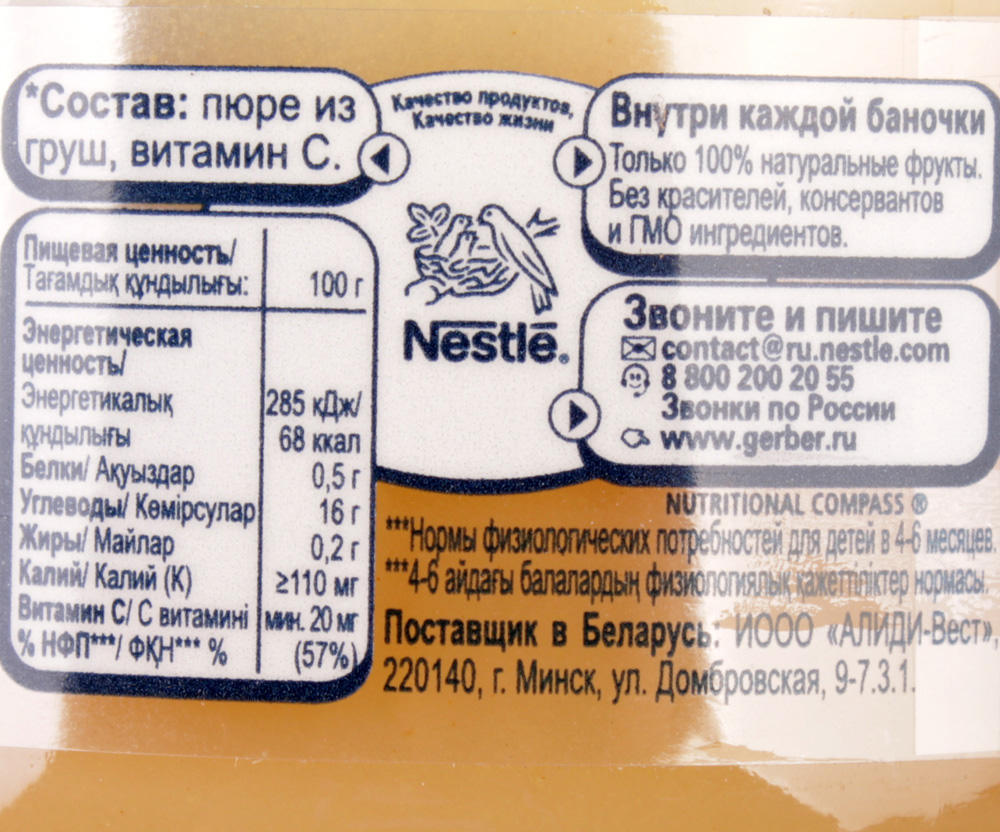 *Состав: пюре из
груш, витамин С.
Качество продуктов,
Качество жизни
Nestlē®
Внутри каждой баночки
Только 100% натуральные фрукты.
Без красителей, консервантов
и ГМО ингредиентов.
Звоните и пишите
contact@ru.nestle.com
8 800 200 20 55
Звонки по России
www.gerber.ru
Пищевая ценность/
Тағамдық құндылығы: 100 г
Энергетическая
ценность/
Энергетикалық 285 кДж/
құндылығы 68 ккал
Белки/ Ақуыздар 0,5 г
Углеводы/ Көмірсулар 16 г
Жиры/ Майлар 0,2 г
Калий/ Калий (К) ≥110 мг
Витамин С/ С витамині мин. 20 мг
% НФП***/ ФҚН*** % (57%)
NUTRITIONAL COMPASS ®
***Нормы физиологических потребностей для детей в 4-6 месяцев.
***4-6 айдағы балалардың физиологиялық қажеттіліктер нормасы.
Поставщик в Беларусь: ИООО «АЛИДИ-Вест»,
220140, г. Минск, ул. Домбровская, 9-7.3.1.